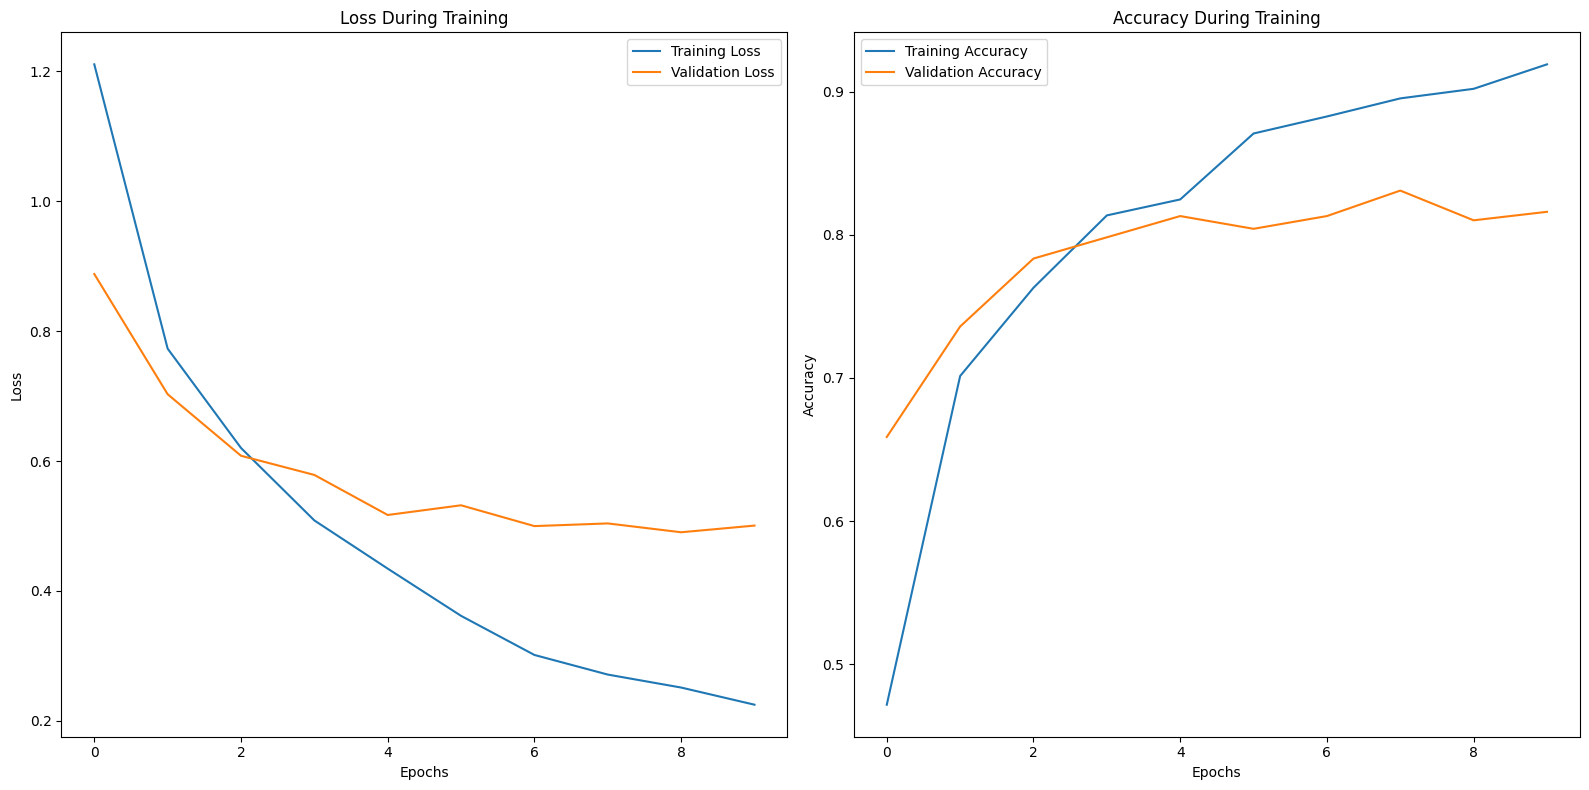 Loss During Training
Training Loss
Validation Loss
1.2
1.0
0.8
0.6
0.4
0.2
Loss
0 2 4 6 8
Epochs
Accuracy During Training
Training Accuracy
Validation Accuracy
0.9
0.8
0.7
0.6
0.5
Accuracy
0 2 4 6 8
Epochs